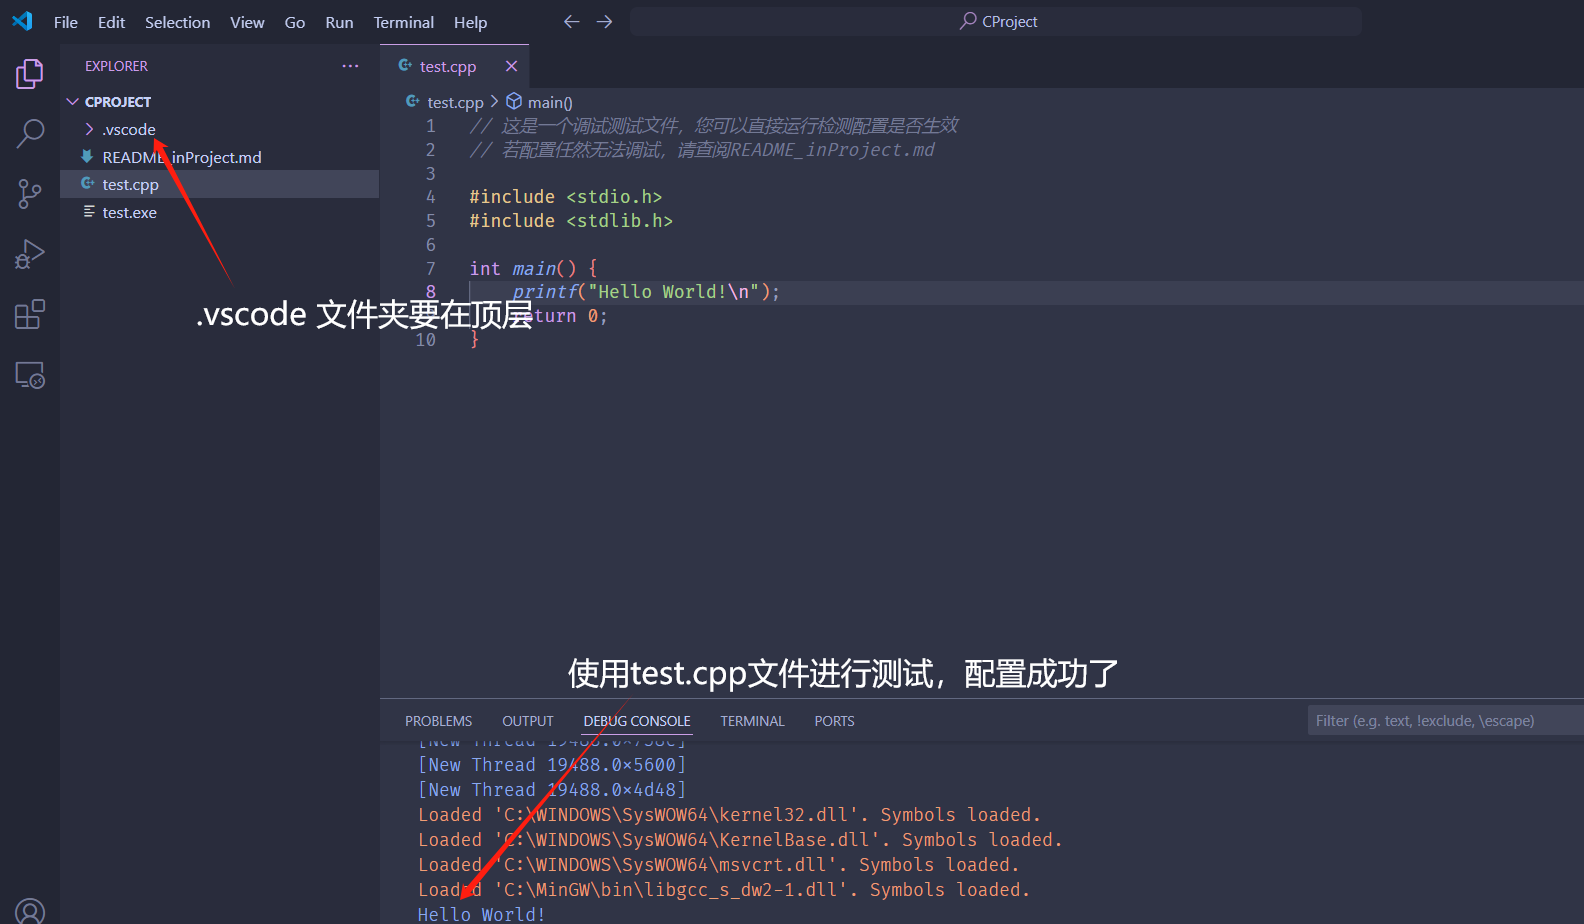 File Edit Selection View Go Run Terminal Help
CProject
EXPLORER
CPROJECT
.vscode
README_inProject.md
test.cpp
test.exe
test.cpp
test.cpp > main()
1 // 这是一个调试测试文件，您可以直接运行检测配置是否生效
2 // 若配置任然无法调试，请查阅README_inProject.md
3
4 #include <stdio.h>
5 #include <stdlib.h>
6
7 int main() {
8 printf("Hello World!\n");
return 0;
10 }
.vscode 文件夹要在顶层
使用test.cpp文件进行测试，配置成功了
PROBLEMS OUTPUT DEBUG CONSOLE TERMINAL PORTS
Filter (e.g. text, !exclude, \escape)
[New Thread 19488.0×738c]
[New Thread 19488.0×5600]
[New Thread 19488.0×4d48]
Loaded 'C:\WINDOWS\SysWOW64\kernel32.dll'. Symbols loaded.
Loaded 'C:\WINDOWS\SysWOW64\KernelBase.dll'. Symbols loaded.
Loaded 'C:\WINDOWS\SysWOW64\msvcrt.dll'. Symbols loaded.
Loaded 'C:\MinGW\bin\libgcc_s_dw2-1.dll'. Symbols loaded.
Hello World!